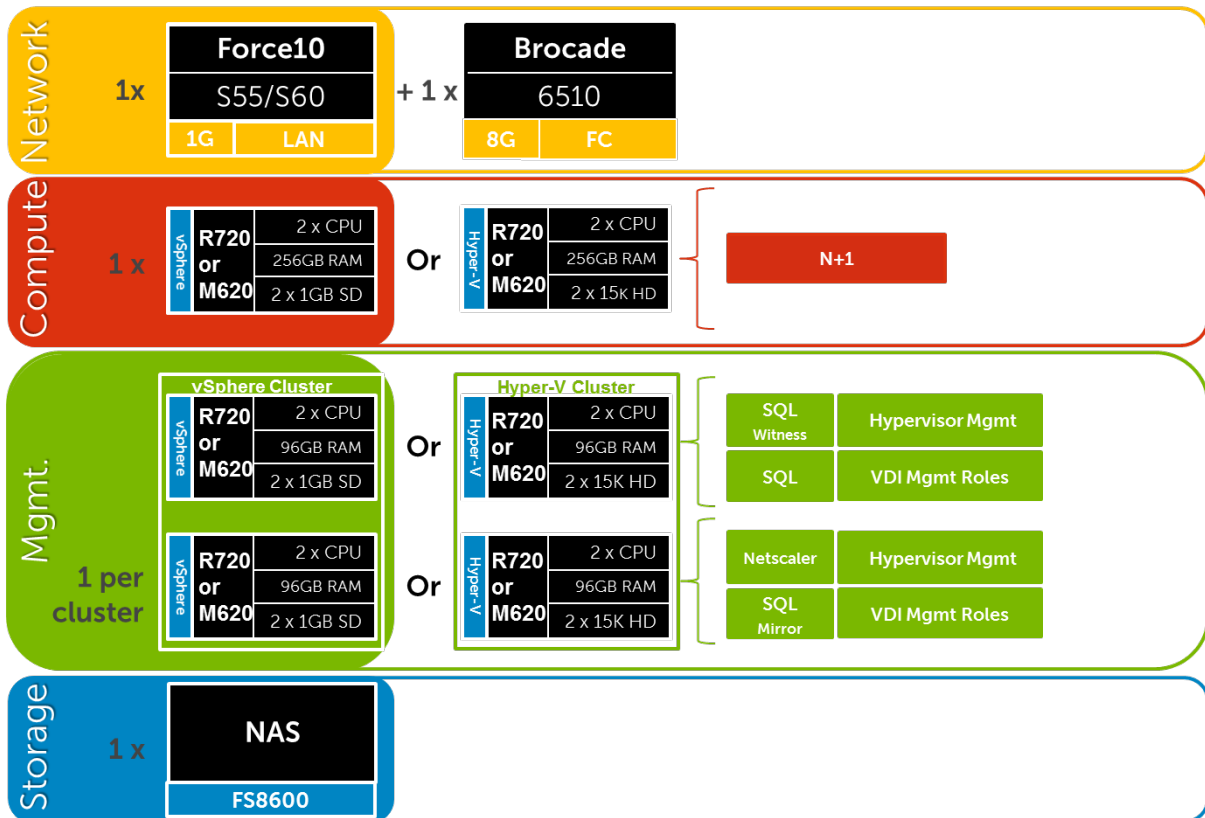 Network
1x
Force10
S55/S60
1G LAN
+ 1 x
Brocade
6510
8G FC
Compute
1 x
vSphere
R720
or
M620
2 x CPU
256GB RAM
2 x 1GB SD
Or
Hyper-V
R720
or
M620
2 x CPU
256GB RAM
2 x 15K HD
N+1
Mgmt.
1 per
cluster
vSphere Cluster
vSphere
R720
or
M620
2 x CPU
96GB RAM
2 x 1GB SD
Or
Hyper-V Cluster
Hyper-V
R720
or
M620
2 x CPU
96GB RAM
2 x 15K HD
SQL
Witness
Hypervisor Mgmt
SQL
VDI Mgmt Roles
vSphere
R720
or
M620
2 x CPU
96GB RAM
2 x 1GB SD
Or
Hyper-V
R720
or
M620
2 x CPU
96GB RAM
2 x 15K HD
Netscaler
Hypervisor Mgmt
SQL
Mirror
VDI Mgmt Roles
Storage
1 x
NAS
FS8600